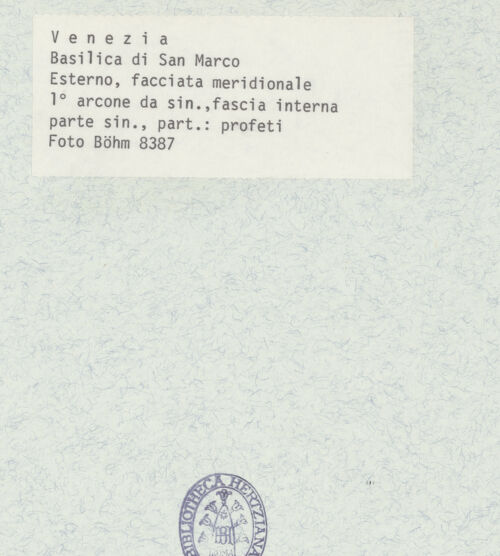 V e n e z i a
Basilica di San Marco
Esterno, facciata meridionale
1° arcone da sin.,fascia interna
parte sin., part.: profeti
Foto Böhm 8387
BIBLIOTHECA HERTZIANA